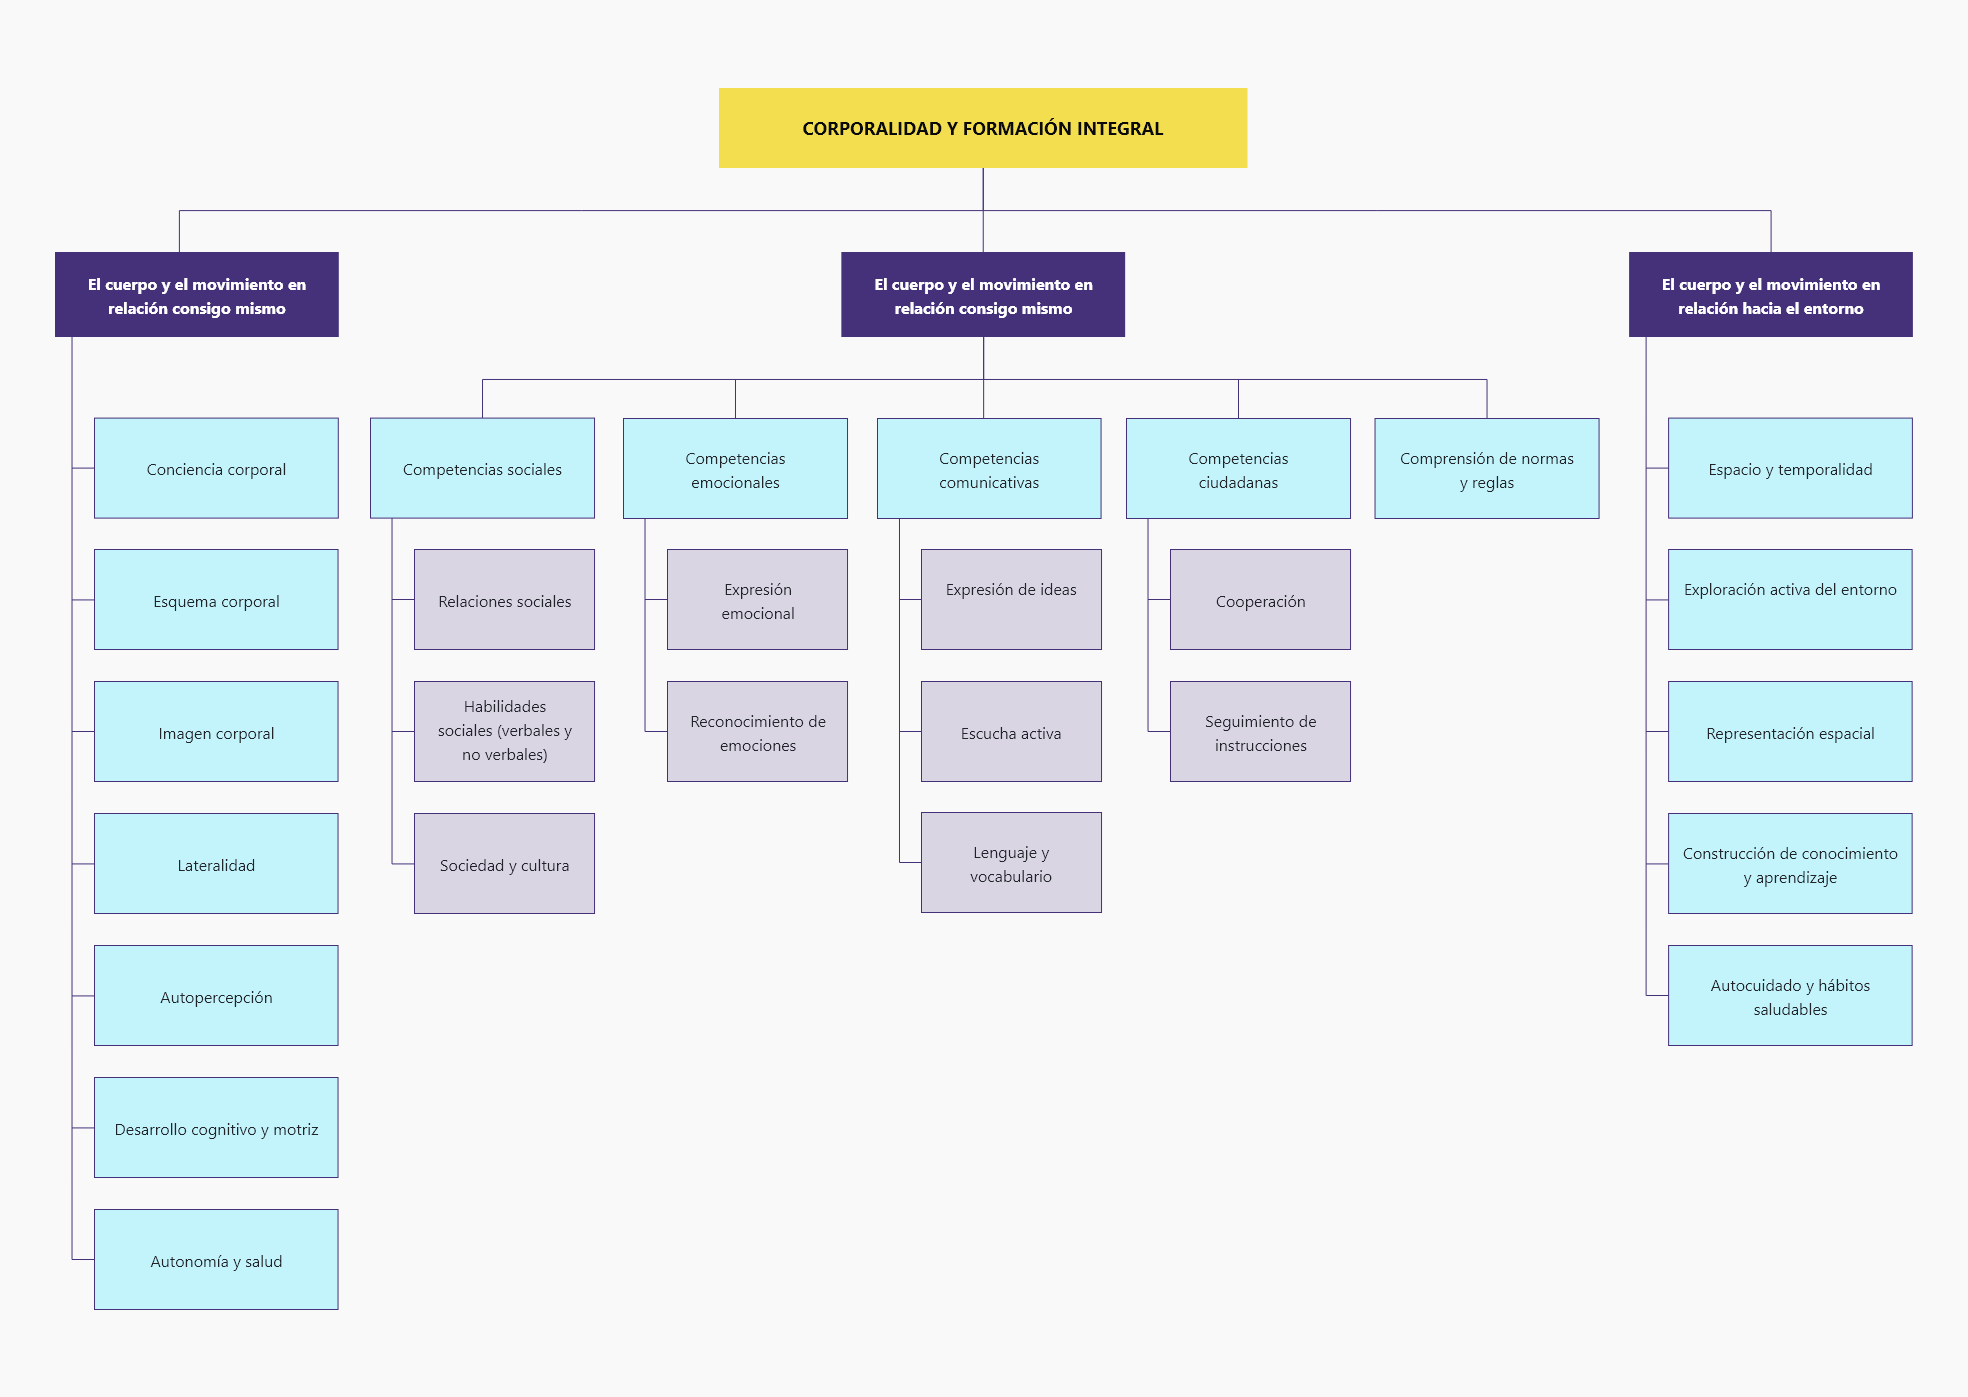 CORPORALIDAD Y FORMACIÓN INTEGRAL
El cuerpo y el movimiento en
relación consigo mismo
El cuerpo y el movimiento en
relación consigo mismo
El cuerpo y el movimiento en
relación hacia el entorno
Conciencia corporal
Esquema corporal
Imagen corporal
Lateralidad
Autopercepción
Desarrollo cognitivo y motriz
Autonomía y salud
Competencias sociales
Relaciones sociales
Habilidades
sociales (verbales y
no verbales)
Sociedad y cultura
Competencias
emocionales
Expresión
emocional
Reconocimiento de
emociones
Competencias
comunicativas
Expresión de ideas
Escucha activa
Lenguaje y
vocabulario
Competencias
ciudadanas
Cooperación
Seguimiento de
instrucciones
Comprensión de normas
y reglas
Espacio y temporalidad
Exploración activa del entorno
Representación espacial
Construcción de conocimiento
y aprendizaje
Autocuidado y hábitos
saludables